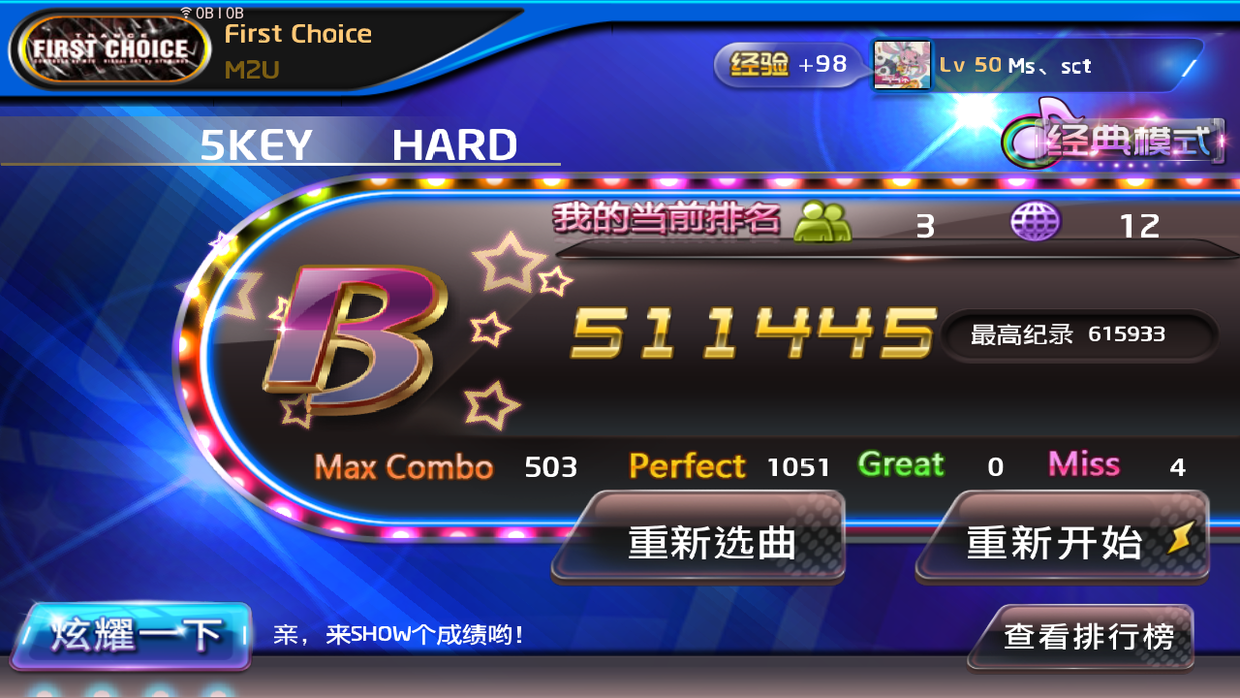 0B | 0B
TRANCE
FIRST CHOICE
First Choice
M2U
经验 +98
Lv 50 Ms、sct
5KEY HARD
经典模式
我的当前排名 3 12
B
511445
最高纪录 615933
Max Combo 503 Perfect 1051 Great 0 Miss 4
重新选曲
重新开始
炫耀一下
亲，来SHOW个成绩哟！
查看排行榜